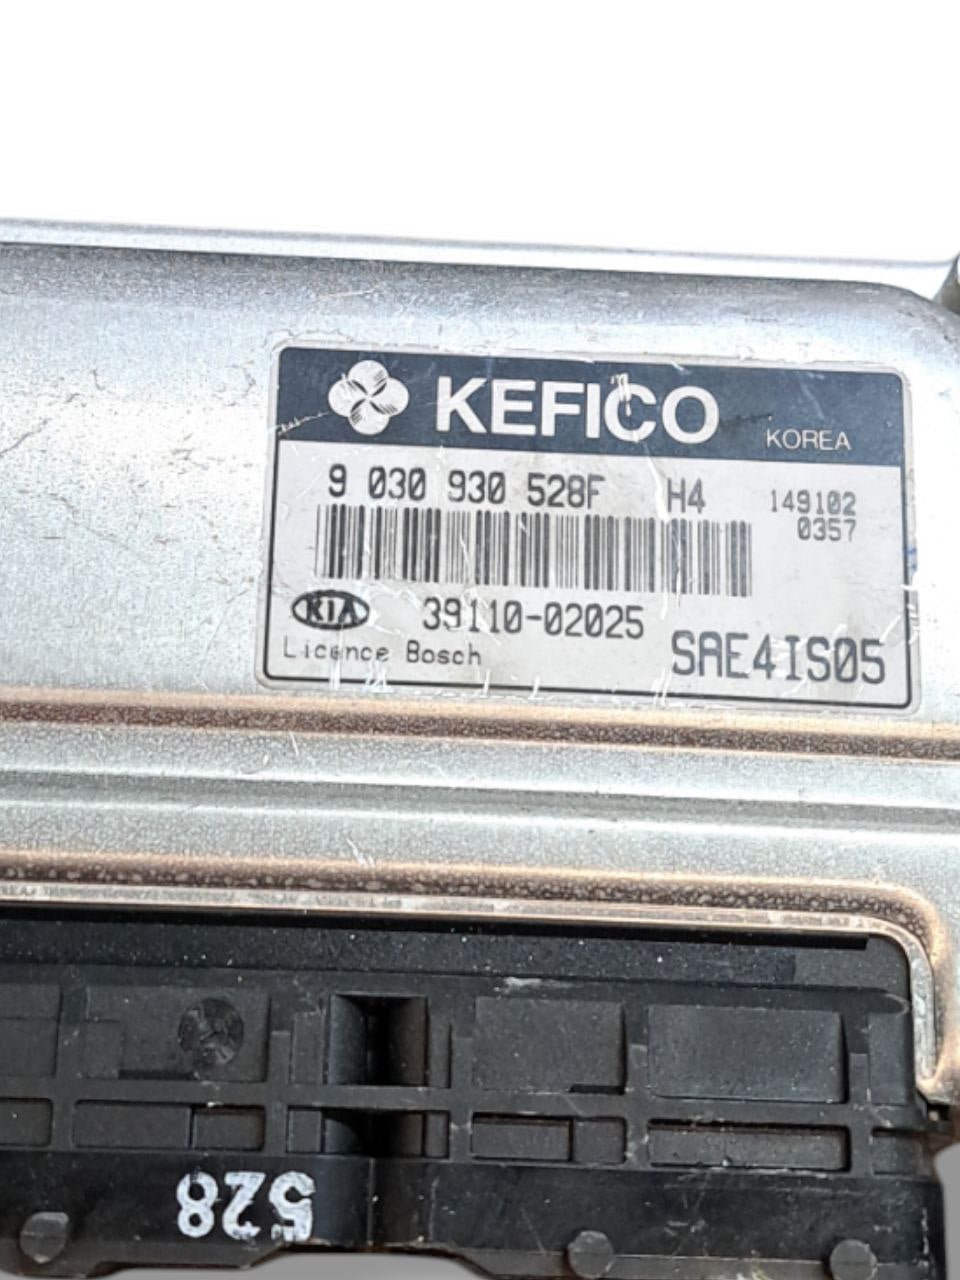 KEFICO KOREA
9 030 930 528F H4 149102
0357
KIA 39110-02025
Licence Bosch SAE4IS05
528